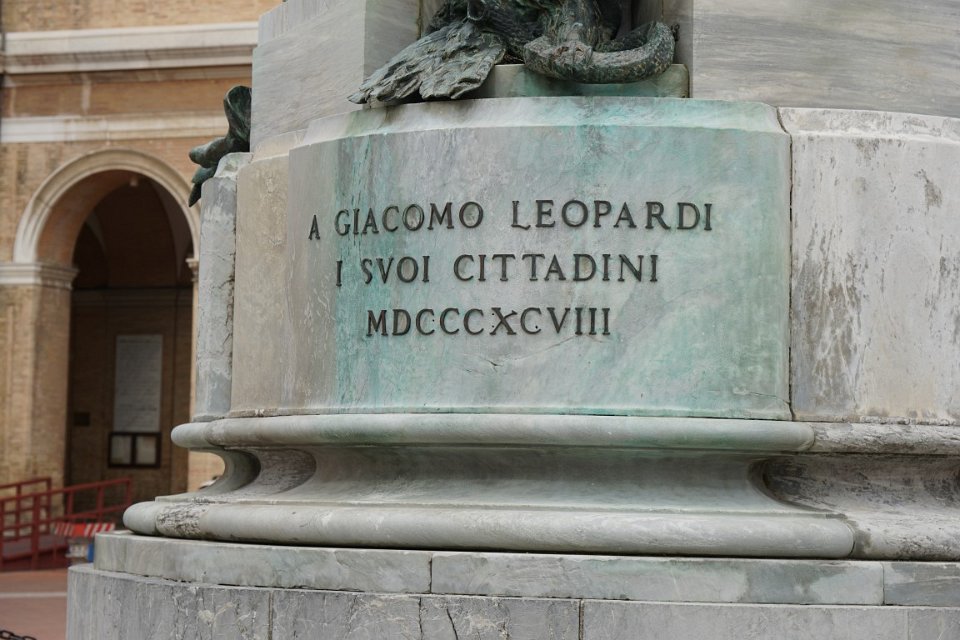 A GIACOMO LEOPARDI
I SVOI CITTADINI
MDCCCXCVIII